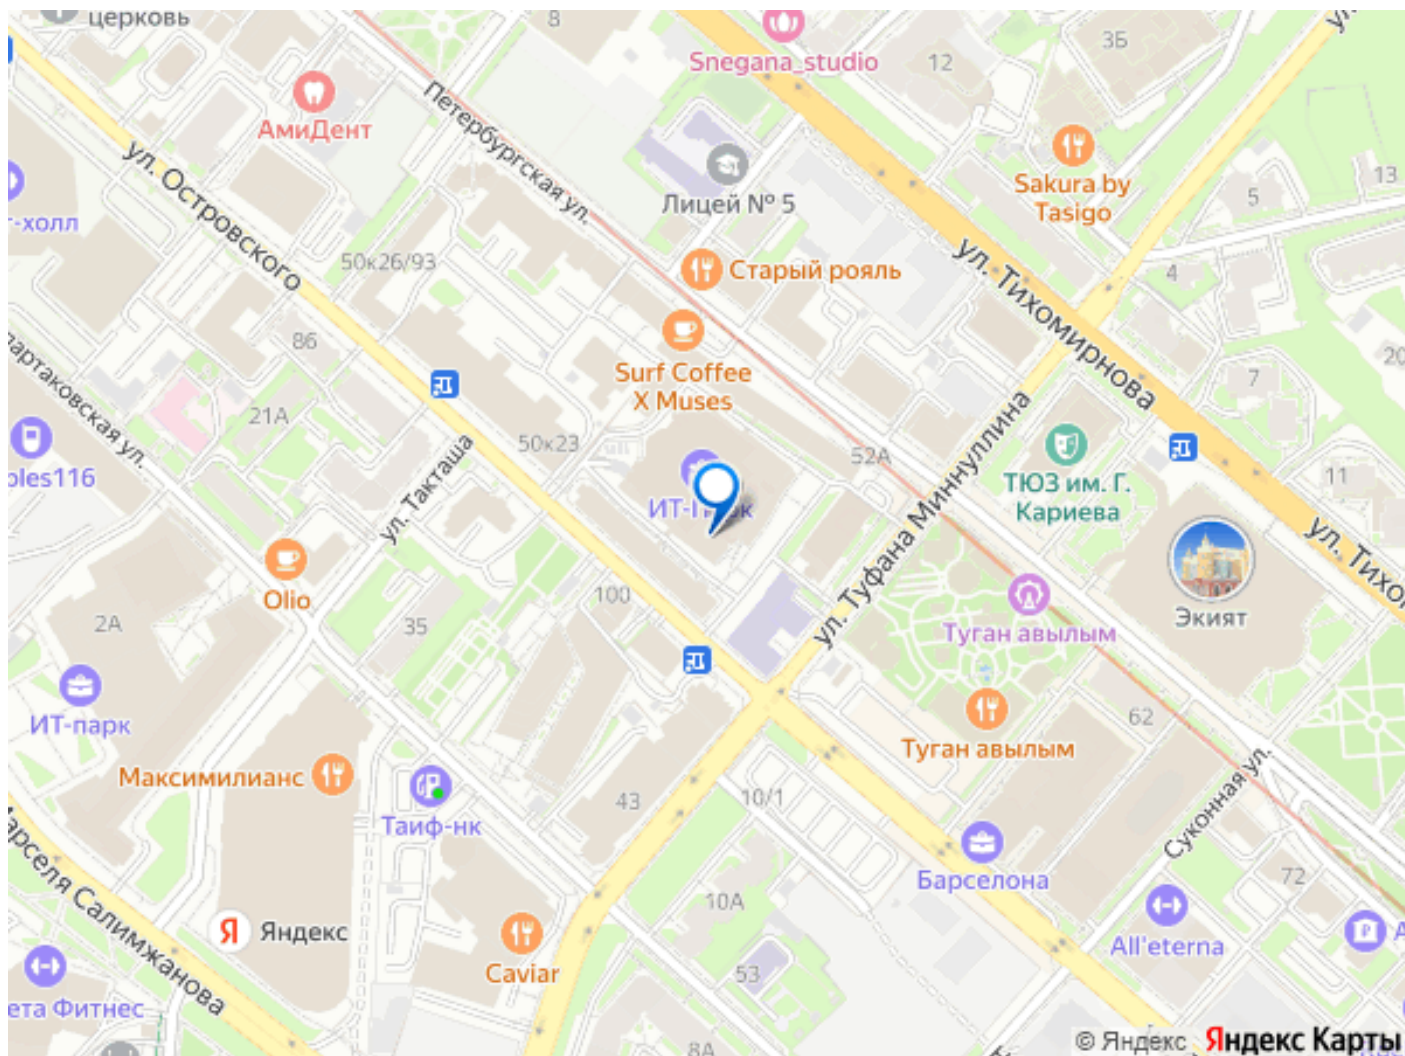 церковь
8
3Б
Snegana_studio
12
АмиДент
Петербургская ул.
ул. Островского
Лицей № 5
Sakura by
Tasigo
13
5
г-холл
50к26/93
Старый рояль
ул. Тихомирнова
4
86
Surf Coffee
X Muses
20
7
21А
50к23
52А
ул. Такташа
ул. Туфана Миннуллина
11
ИТ-Парк
ТЮЗ им. Г.
Кариева
ул. Тихо
Olio
100
2А
35
Туган авылым
Экият
ИТ-парк
62
Туган авылым
Максимилианс
Таиф-нк
43
10/1
Суконная ул.
Барселона
72
10А
Яндекс
All'eterna
Caviar
53
ета Фитнес
8А
© Яндекс Яндекс Карты